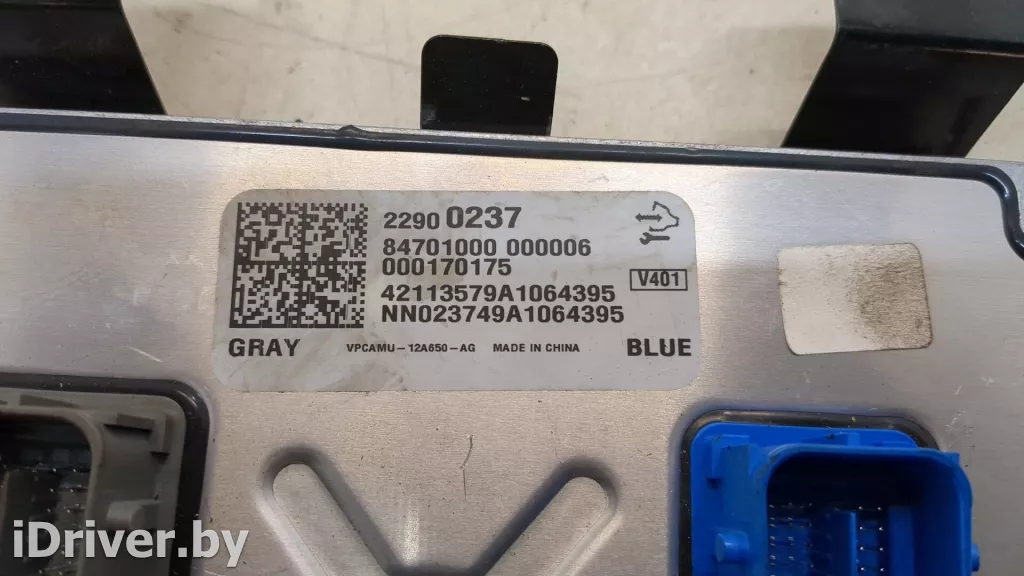 2290 0237
84701000 000006
000170175
42113579A1064395
NN023749A1064395
V401
GRAY VPCAMU-12A650-AG MADE IN CHINA BLUE
iDriver.by